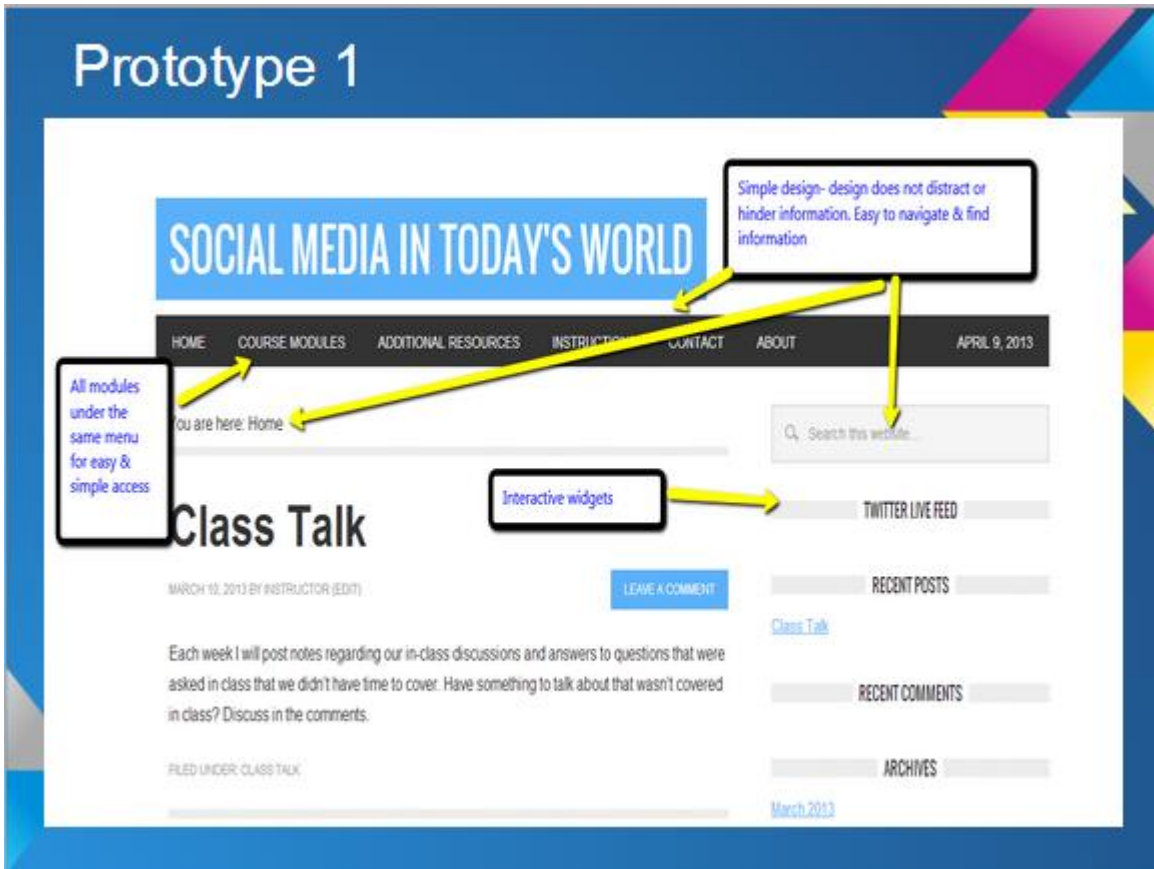 Prototype 1
Simple design- design does not distract or
hinder information. Easy to navigate & find
information
SOCIAL MEDIA IN TODAY'S WORLD
HOME COURSE MODULES ADDITIONAL RESOURCES INSTRUCTION CONTACT ABOUT APRIL 9, 2013
All modules
under the
same menu
for easy &
simple access
You are here: Home
Search this website...
Interactive widgets
TWITTER LIVE FEED
Class Talk
MARCH 10, 2013 BY INSTRUCTOR (EDIT)
LEAVE A COMMENT
Each week I will post notes regarding our in-class discussions and answers to questions that were
asked in class that we didn't have time to cover. Have something to talk about that wasn't covered
in class? Discuss in the comments.
FILED UNDER: CLASS TALK
RECENT POSTS
Class Talk
RECENT COMMENTS
ARCHIVES
March 2013